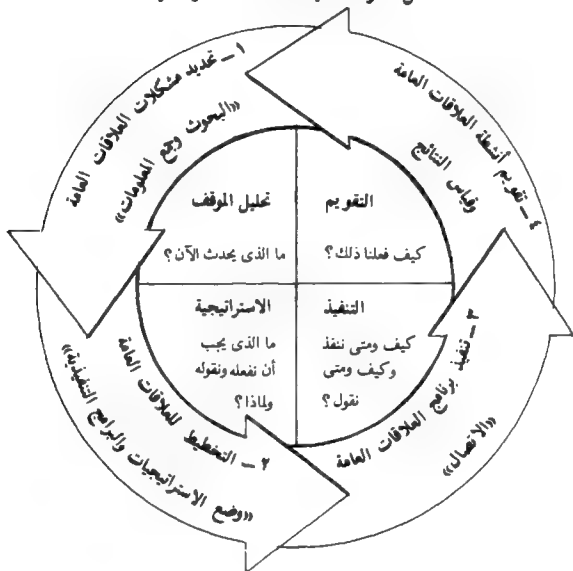 ١ ـ تحديد مشكلات العلاقات العامة
«البحوث وجمع المعلومات»
٢ ـ التخطيط للعلاقات العامة
«وضع الاستراتيجيات والبرامج التنفيذية»
٣ ـ تنفيذ برنامج العلاقات العامة
«الاتصال»
٤ ـ تقويم أنشطة العلاقات العامة
وقياس النتائج
تحليل الموقف
ما الذى يحدث الآن؟
الاستراتيجية
ما الذى يجب
أن نفعله ونقوله
ولماذا؟
التنفيذ
كيف ومتى ننفذ
وكيف ومتى
نقول؟
التقويم
كيف فعلنا ذلك؟